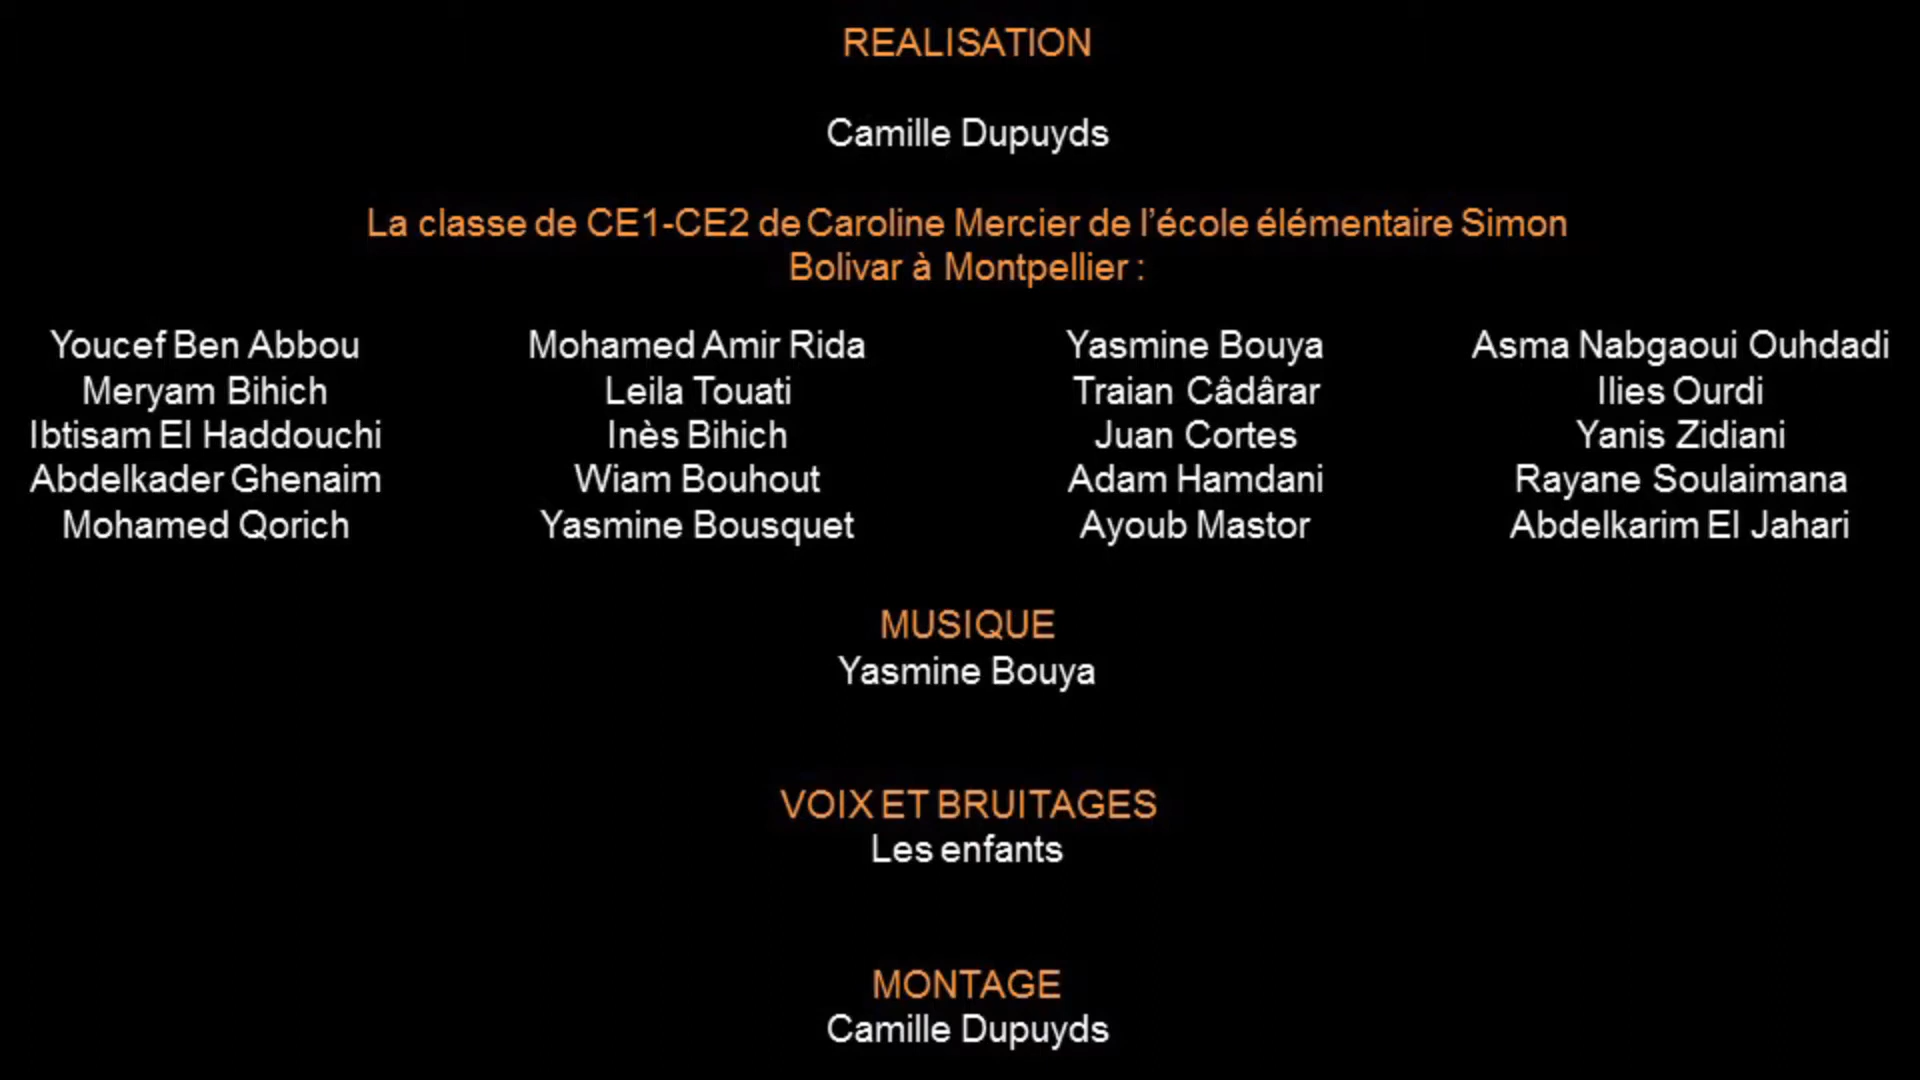 REALISATION
Camille Dupuyds
La classe de CE1-CE2 de Caroline Mercier de l’école élémentaire Simon
Bolivar à Montpellier :
Youcef Ben Abbou
Meryam Bihich
Ibtisam El Haddouchi
Abdelkader Ghenaim
Mohamed Qorich
Mohamed Amir Rida
Leila Touati
Inès Bihich
Wiam Bouhout
Yasmine Bousquet
Yasmine Bouya
Traian Câdârar
Juan Cortes
Adam Hamdani
Ayoub Mastor
Asma Nabgaoui Ouhdadi
Ilies Ourdi
Yanis Zidiani
Rayane Soulaimana
Abdelkarim El Jahari
MUSIQUE
Yasmine Bouya
VOIX ET BRUITAGES
Les enfants
MONTAGE
Camille Dupuyds